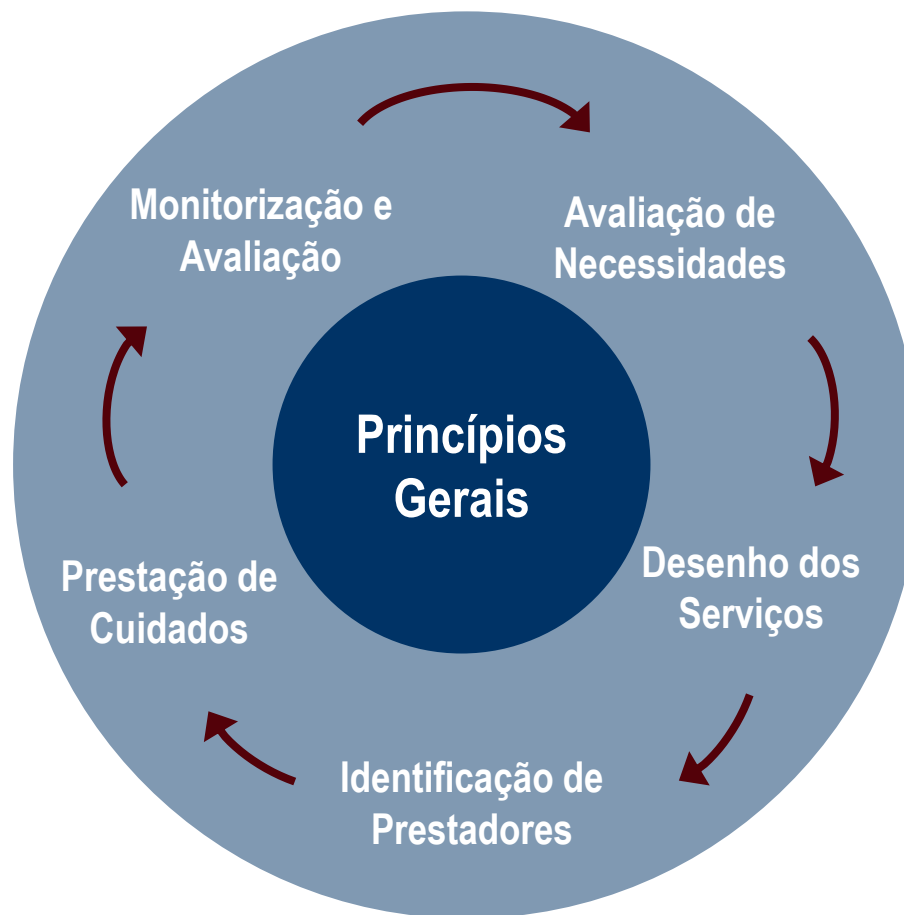 Monitorização e
Avaliação
Avaliação de
Necessidades
Princípios
Gerais
Desenho dos
Serviços
Prestação de
Cuidados
Identificação de
Prestadores